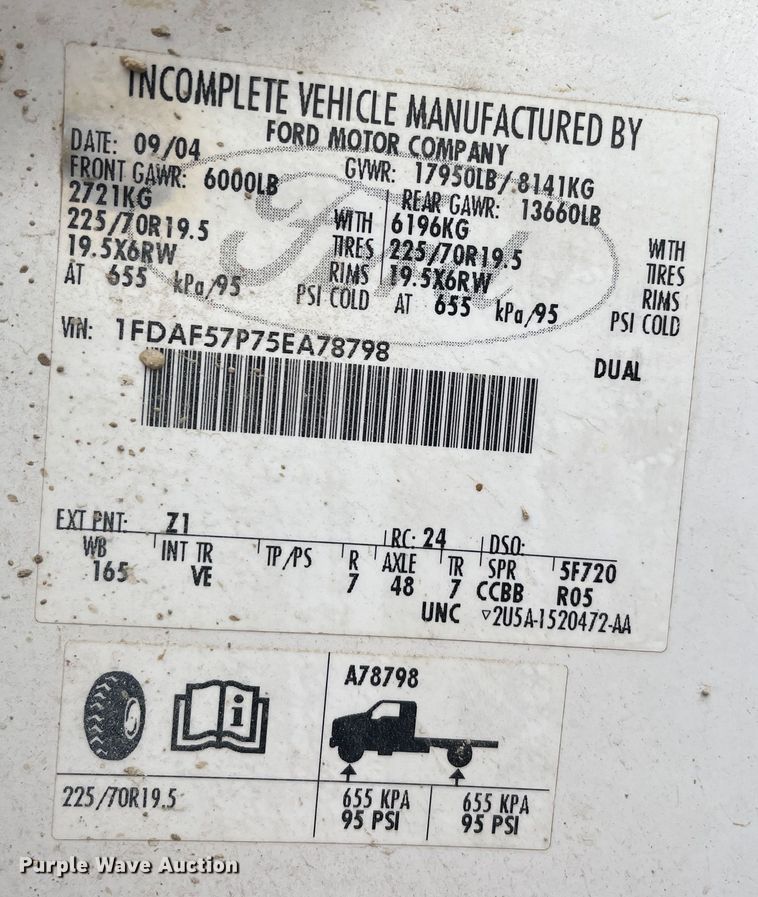 INCOMPLETE VEHICLE MANUFACTURED BY
FORD MOTOR COMPANY
DATE: 09/04 GVWR: 17950LB/ 8141KG
FRONT GAWR: 6000LB REAR GAWR: 13660LB
2721KG WITH 6196KG WITH
225/70R19.5 TIRES 225/70R19.5 TIRES
19.5X6RW RIMS 19.5X6RW RIMS
AT 655 kPa/95 PSI COLD AT 655 kPa/95 PSI COLD
VIN: 1FDAF57P75EA78798
DUAL
Ford
EXT PNT: Z1 RC: 24 DSO:
WB INT TR TP/PS R AXLE TR SPR 5F720
165 VE 7 48 7 CCBB R05
UNC ▽2U5A-1520472-AA
A78798
i
225/70R19.5 655 KPA 655 KPA
95 PSI 95 PSI
Purple Wave Auction